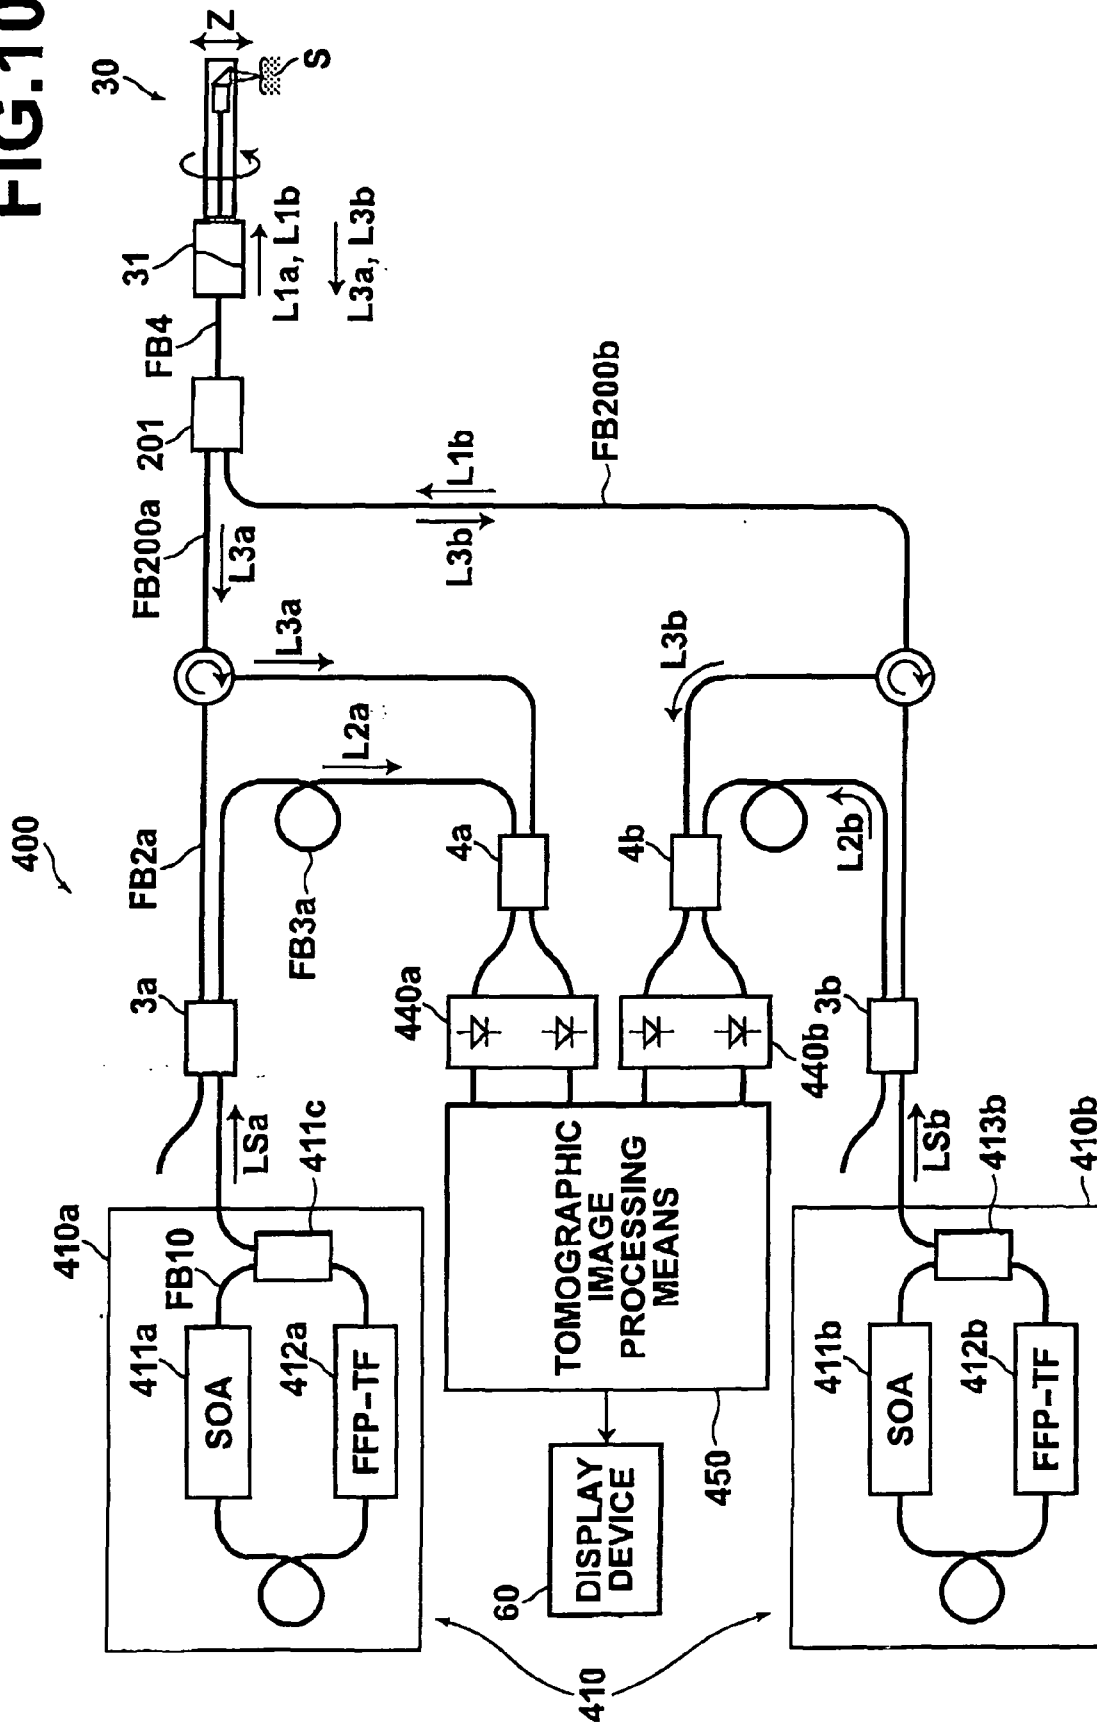 FIG.10
400
410a
411a
FB10
SOA
412a
FFP-TF
411c
LSa
3a
FB2a
FB3a
L2a
L3a
FB200a
L3a
201
FB4
31
L1a, L1b
L3a, L3b
30
Z
S
410
60
DISPLAY
DEVICE
450
TOMOGRAPHIC
IMAGE
PROCESSING
MEANS
440a
4a
440b
4b
L3b
L2b
L3b
L1b
FB200b
410b
411b
SOA
412b
FFP-TF
413b
LSb
3b